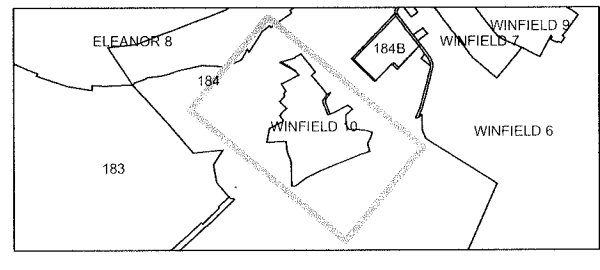 WINFIELD 9
ELEANOR 8
WINFIELD 7
184B
184
WINFIELD 10
WINFIELD 6
183